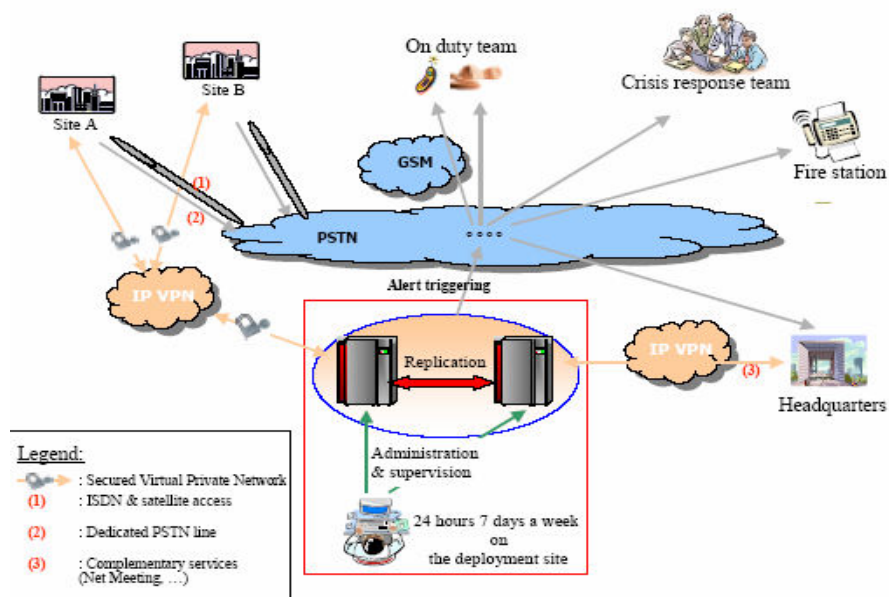 Site A
Site B
On duty team
Crisis response team
Fire station
GSM
(1)
(2)
PSTN
IP VPN
Alert triggering
Replication
IP VPN
(3)
Headquarters
Administration
& supervision
24 hours 7 days a week
on
the deployment site
Legend:
: Secured Virtual Private Network
(1) : ISDN & satellite access
(2) : Dedicated PSTN line
(3) : Complementary services
(Net Meeting, ...)